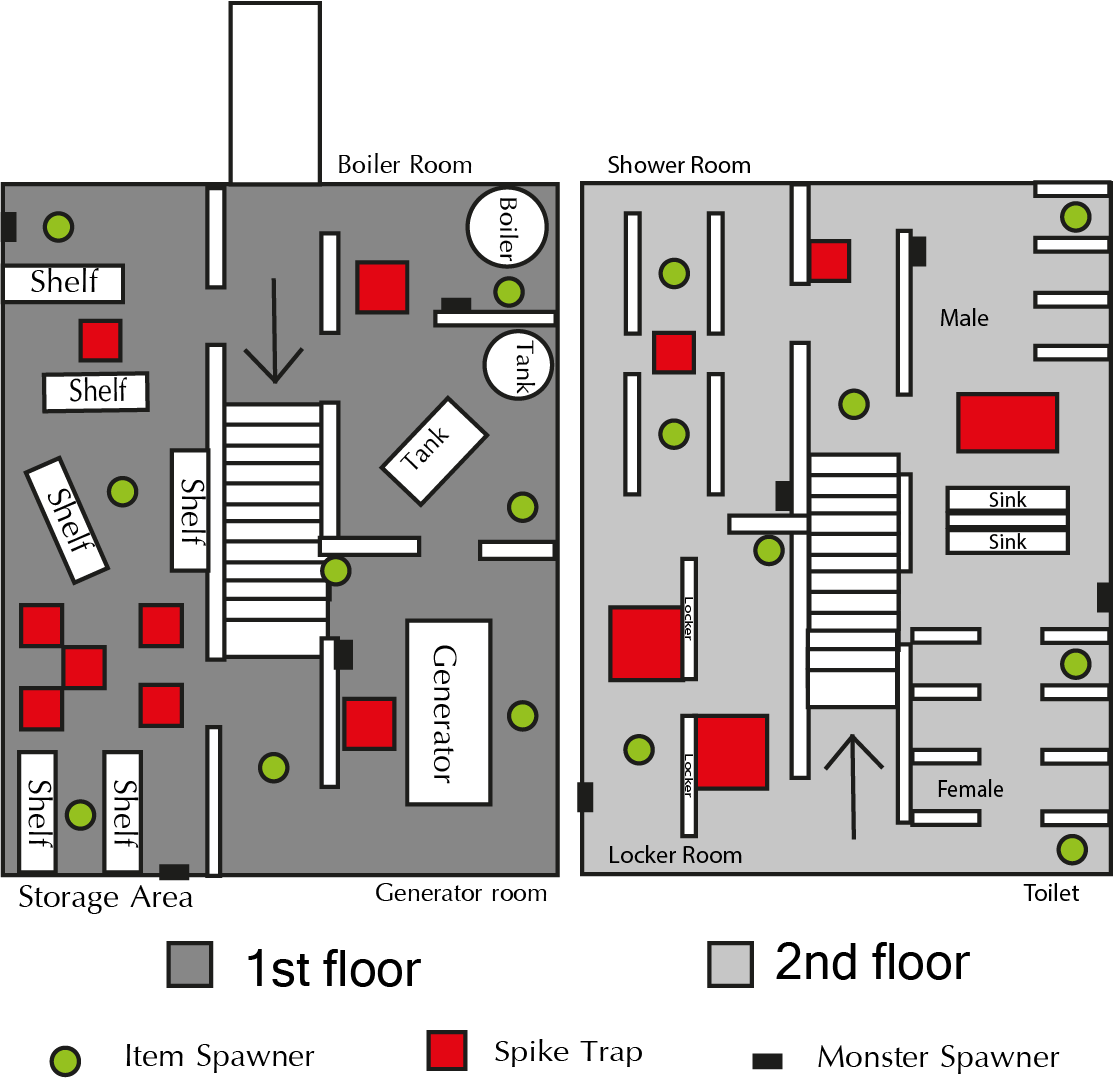 Boiler Room
Shower Room
Boiler
Shelf
Tank
Male
Shelf
Tank
Shelf
Shelf
Sink
Sink
Locker
Generator
Locker
Shelf
Shelf
Female
Locker Room
Storage Area
Generator room
Toilet
1st floor
2nd floor
Item Spawner
Spike Trap
Monster Spawner